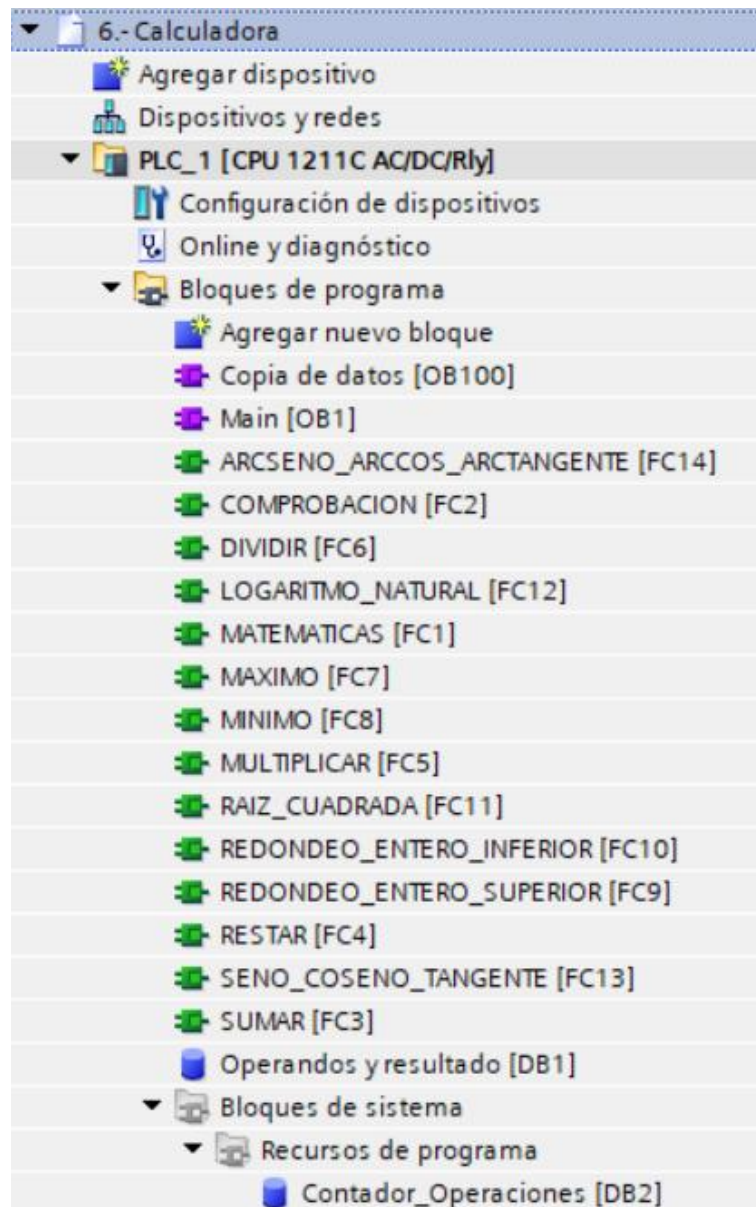 6.- Calculadora
Agregar dispositivo
Dispositivos y redes
PLC_1 [CPU 1211C AC/DC/Rly]
Configuración de dispositivos
Online y diagnóstico
Bloques de programa
Agregar nuevo bloque
Copia de datos [OB100]
Main [OB1]
ARCSENO_ARCCOS_ARCTANGENTE [FC14]
COMPROBACION [FC2]
DIVIDIR [FC6]
LOGARITMO_NATURAL [FC12]
MATEMATICAS [FC1]
MAXIMO [FC7]
MINIMO [FC8]
MULTIPLICAR [FC5]
RAIZ_CUADRADA [FC11]
REDONDEO_ENTERO_INFERIOR [FC10]
REDONDEO_ENTERO_SUPERIOR [FC9]
RESTAR [FC4]
SENO_COSENO_TANGENTE [FC13]
SUMAR [FC3]
Operandos y resultado [DB1]
Bloques de sistema
Recursos de programa
Contador_Operaciones [DB2]